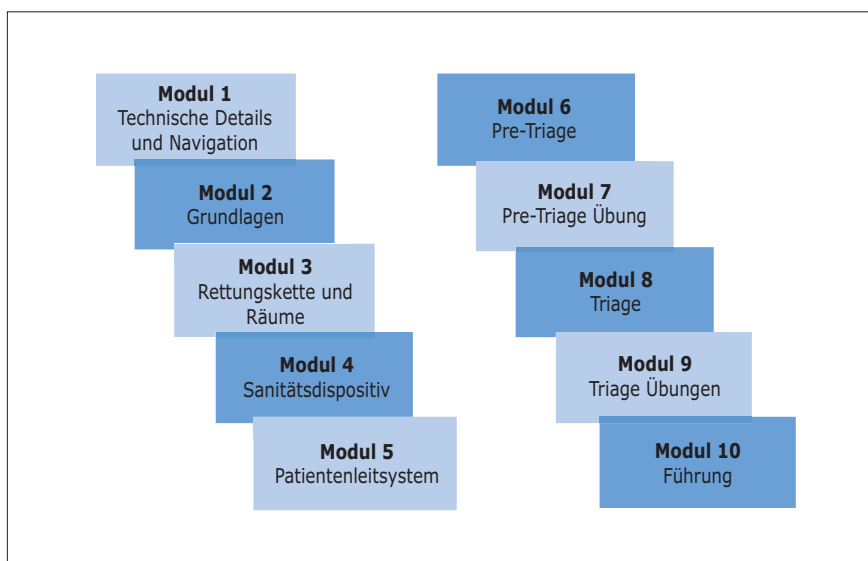 Modul 1
Technische Details
und Navigation
Modul 2
Grundlagen
Modul 3
Rettungskette und
Räume
Modul 4
Sanitätsdispositiv
Modul 5
Patientenleitsystem
Modul 6
Pre-Triage
Modul 7
Pre-Triage Übung
Modul 8
Triage
Modul 9
Triage Übungen
Modul 10
Führung